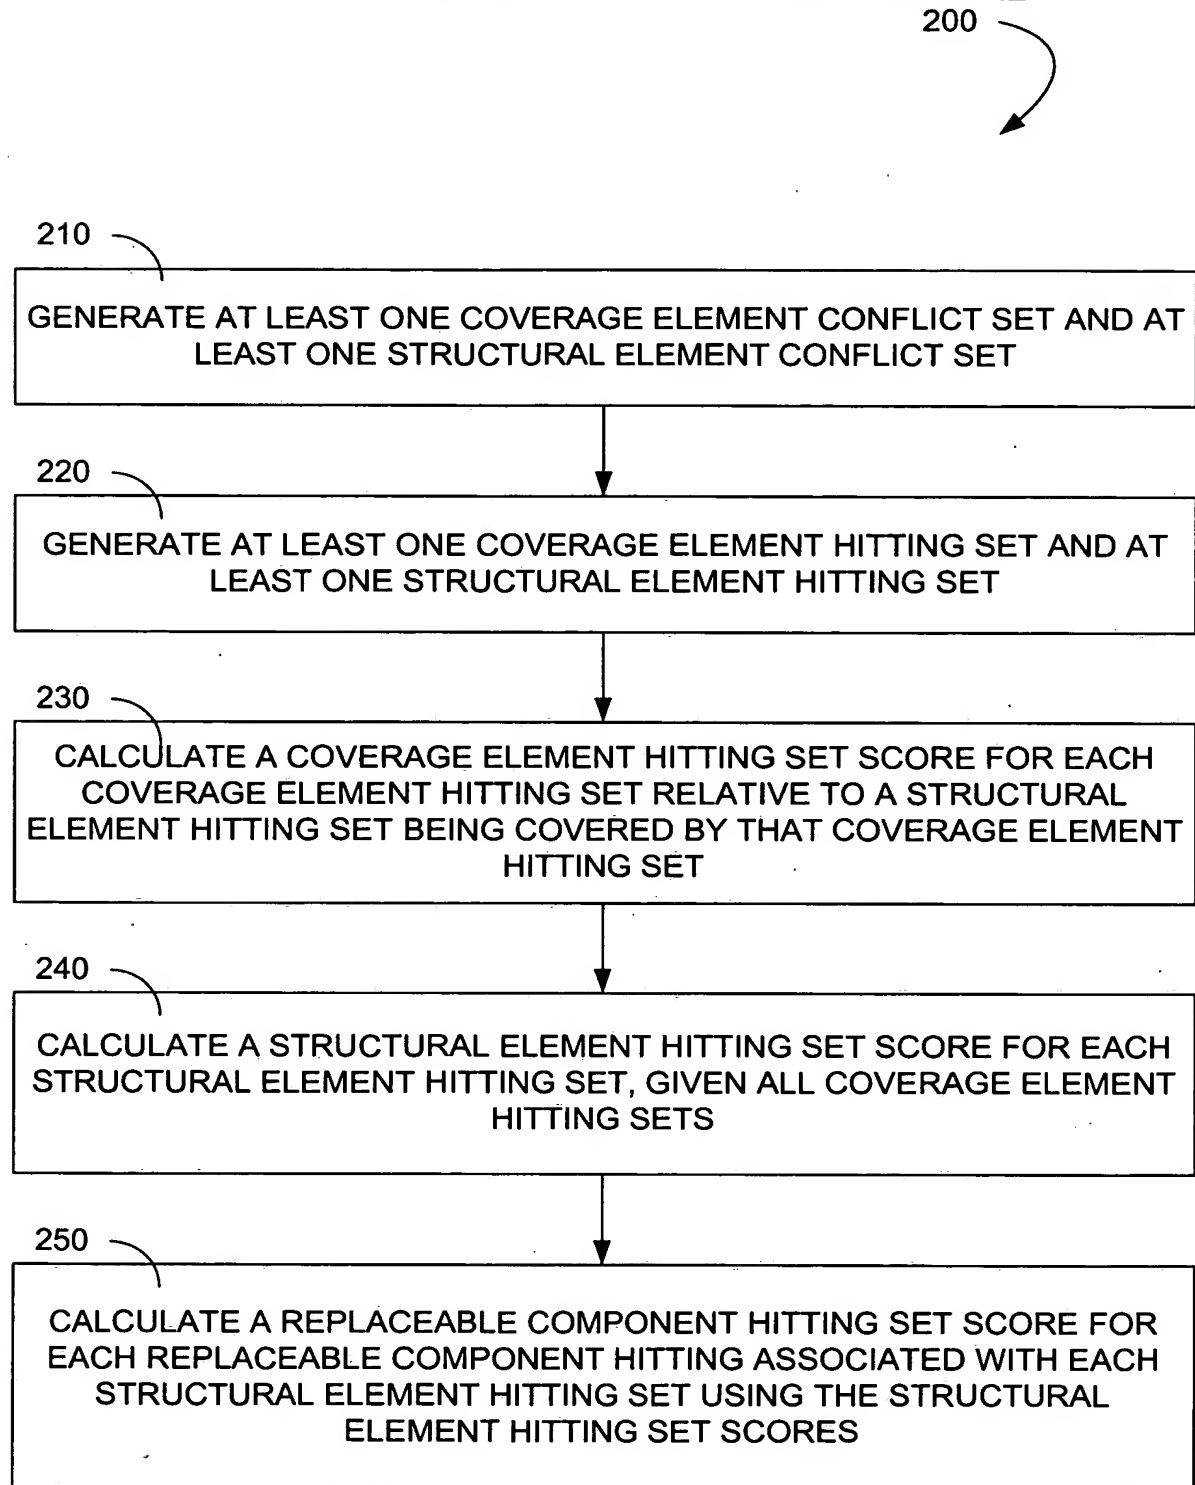 200
210
GENERATE AT LEAST ONE COVERAGE ELEMENT CONFLICT SET AND AT
LEAST ONE STRUCTURAL ELEMENT CONFLICT SET
220
GENERATE AT LEAST ONE COVERAGE ELEMENT HITTING SET AND AT
LEAST ONE STRUCTURAL ELEMENT HITTING SET
230
CALCULATE A COVERAGE ELEMENT HITTING SET SCORE FOR EACH
COVERAGE ELEMENT HITTING SET RELATIVE TO A STRUCTURAL
ELEMENT HITTING SET BEING COVERED BY THAT COVERAGE ELEMENT
HITTING SET
240
CALCULATE A STRUCTURAL ELEMENT HITTING SET SCORE FOR EACH
STRUCTURAL ELEMENT HITTING SET, GIVEN ALL COVERAGE ELEMENT
HITTING SETS
250
CALCULATE A REPLACEABLE COMPONENT HITTING SET SCORE FOR
EACH REPLACEABLE COMPONENT HITTING ASSOCIATED WITH EACH
STRUCTURAL ELEMENT HITTING SET USING THE STRUCTURAL
ELEMENT HITTING SET SCORES